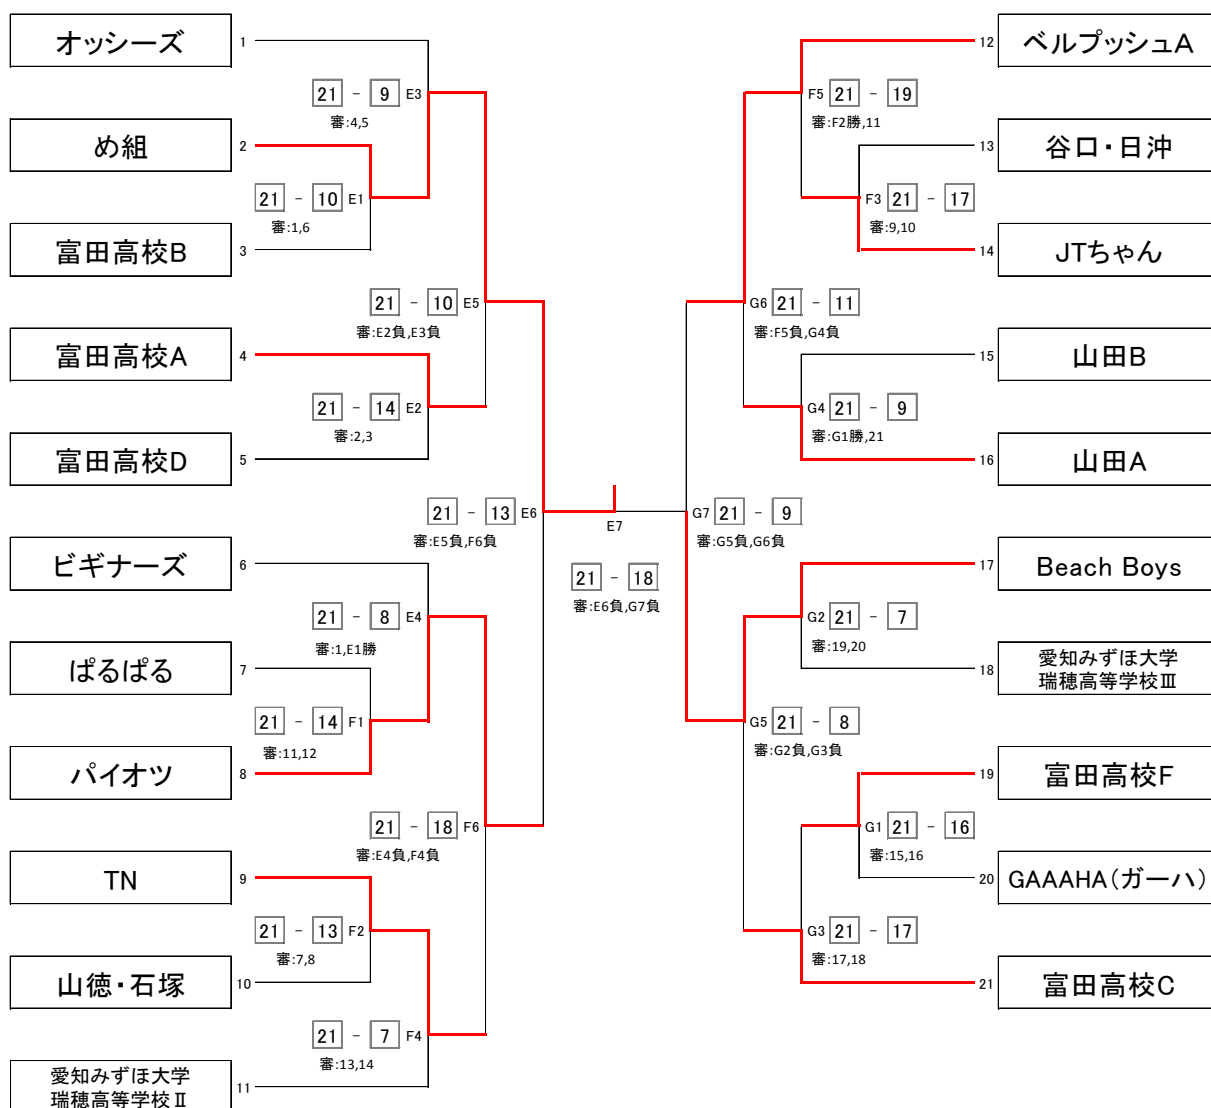 オッシーズ
1
21 - 9 E3
審:4,5
め組
2
21 - 10 E1
審:1,6
富田高校B
3
21 - 10 E5
審:E2負,E3負
富田高校A
4
21 - 14 E2
審:2,3
富田高校D
5
21 - 13 E6
審:E5負,F6負
ビギナーズ
6
21 - 8 E4
審:1,E1勝
ぱるぱる
7
21 - 14 F1
審:11,12
パイオツ
8
21 - 18 F6
審:E4負,F4負
TN
9
21 - 13 F2
審:7,8
山徳・石塚
10
21 - 7 F4
審:13,14
愛知みずほ大学
瑞穂高等学校Ⅱ
11
E7
21 - 18
審:E6負,G7負
12
ベルプッシュA
F5 21 - 19
審:F2勝,11
13
谷口・日沖
F3 21 - 17
審:9,10
14
JTちゃん
G6 21 - 11
審:F5負,G4負
15
山田B
G4 21 - 9
審:G1勝,21
16
山田A
G7 21 - 9
審:G5負,G6負
17
Beach Boys
G2 21 - 7
審:19,20
18
愛知みずほ大学
瑞穂高等学校Ⅲ
G5 21 - 8
審:G2負,G3負
19
富田高校F
G1 21 - 16
審:15,16
20
GAAAHA(ガーハ)
G3 21 - 17
審:17,18
21
富田高校C